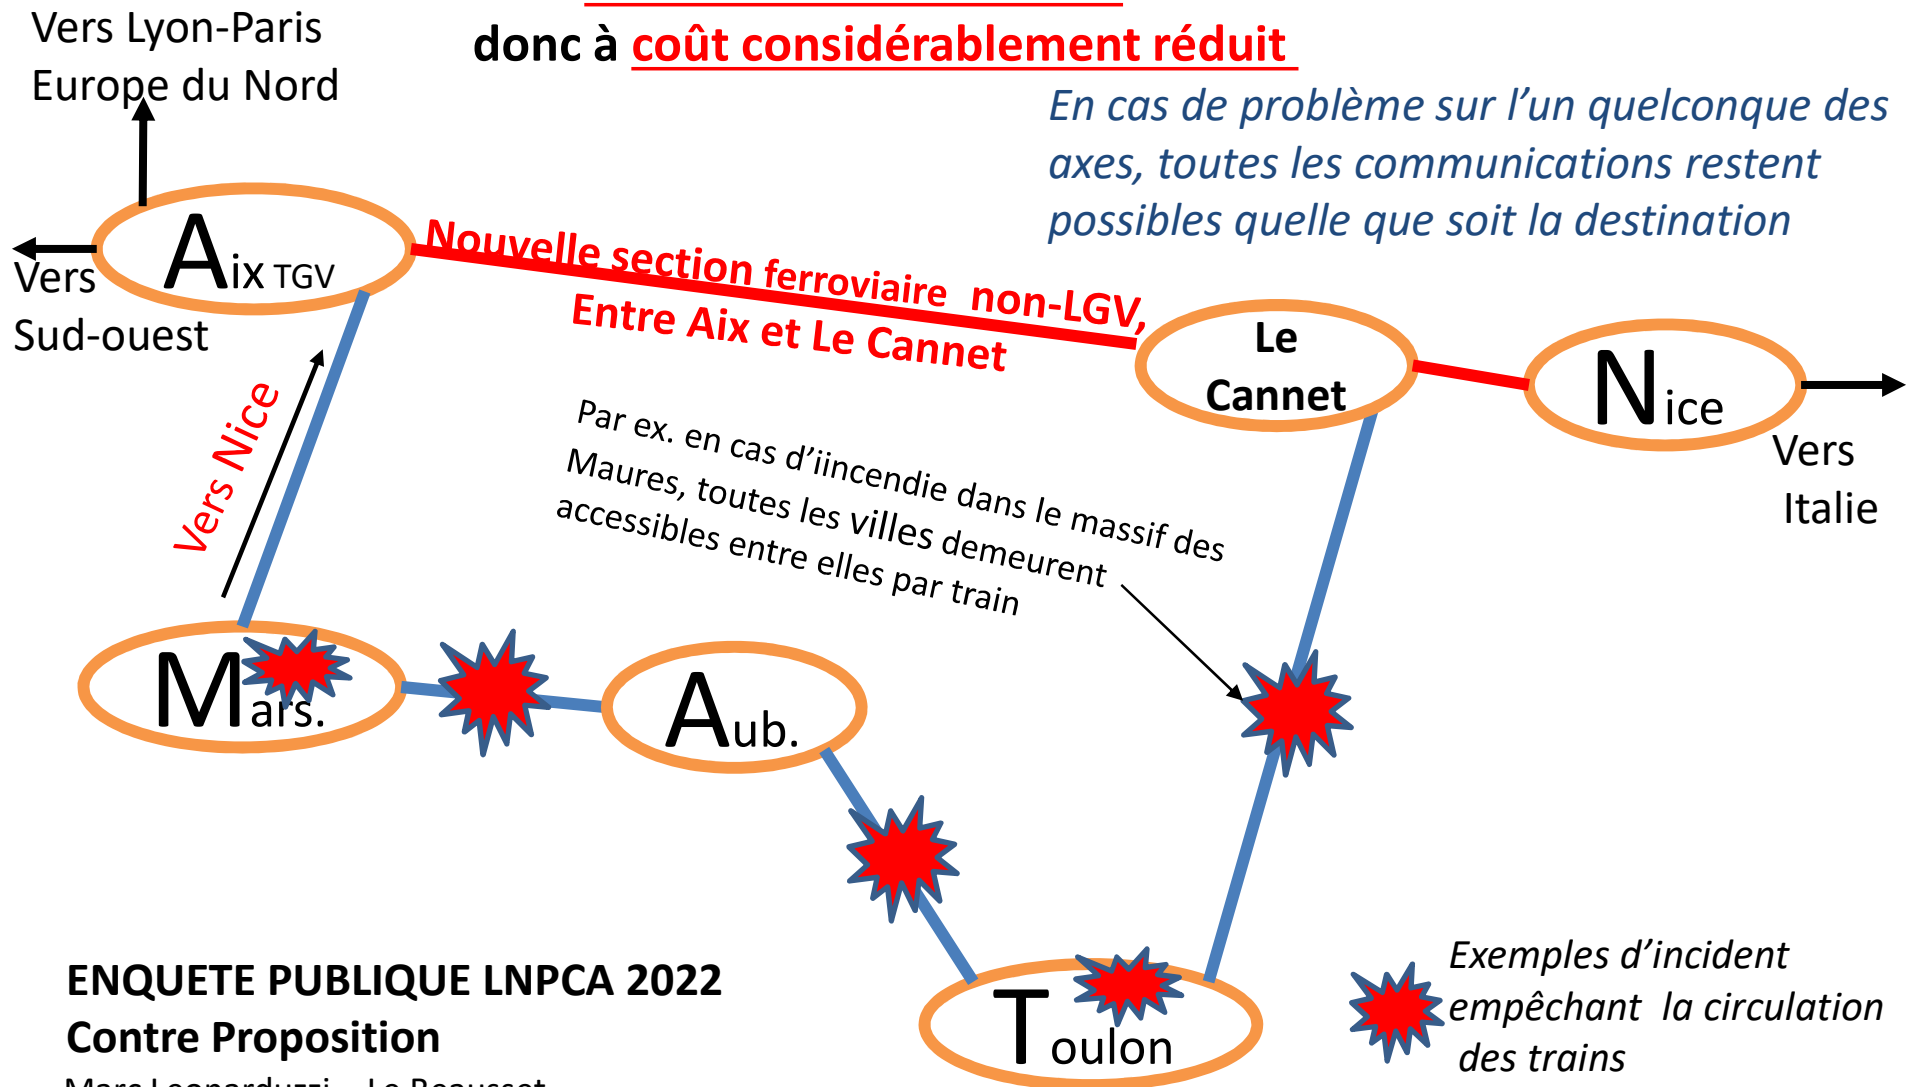 donc à coût considérablement réduit
Vers Lyon-Paris
Europe du Nord
En cas de problème sur l’un quelconque des
axes, toutes les communications restent
possibles quelle que soit la destination
Aix TGV
Vers
Sud-ouest
Nouvelle section ferroviaire non-LGV,
Entre Aix et Le Cannet
Le
Cannet
Nice
Vers
Italie
Vers Nice
Par ex. en cas d’iincendie dans le massif des
Maures, toutes les villes demeurent
accessibles entre elles par train
Mars.
Aub.
Toulon
ENQUETE PUBLIQUE LNPCA 2022
Contre Proposition
Marc Leonarduzzi – Le Beausset
Exemples d’incident
empêchant la circulation
des trains